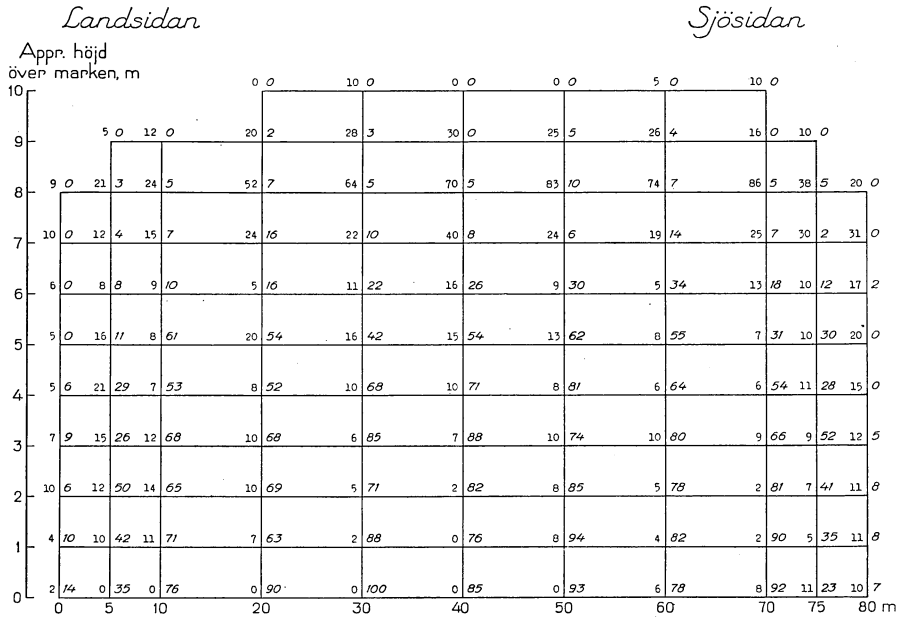 Landsidan Sjösidan
Appr. höjd
över marken, m
10 0 0 10 0 0 0 0 0 5 0 10 0
9 5 0 12 0 20 2 28 3 30 0 25 5 26 4 16 0 10 0
8 9 0 21 3 24 5 52 7 64 5 70 5 83 10 74 7 86 5 38 5 20 0
7 10 0 12 4 15 7 24 16 22 10 40 8 24 6 19 14 25 7 30 2 31 0
6 6 0 8 8 9 10 5 16 11 22 16 26 9 30 5 34 13 18 10 12 17 2
5 5 0 16 11 8 61 20 54 16 42 15 54 13 62 8 55 7 31 10 30 20 0
4 5 6 21 29 7 53 8 52 10 68 10 71 8 81 6 64 6 54 11 28 15 0
3 7 9 15 26 12 68 10 68 6 85 7 88 10 74 10 80 9 66 9 52 12 5
2 10 6 12 50 14 65 10 69 5 71 2 82 8 85 5 78 2 81 7 41 11 8
1 4 10 10 42 11 71 7 63 2 88 0 76 8 94 4 82 2 90 5 35 11 8
0 2 14 0 35 0 76 0 90 0 100 0 85 0 93 6 78 8 92 11 23 10 7
0 5 10 20 30 40 50 60 70 75 80 m